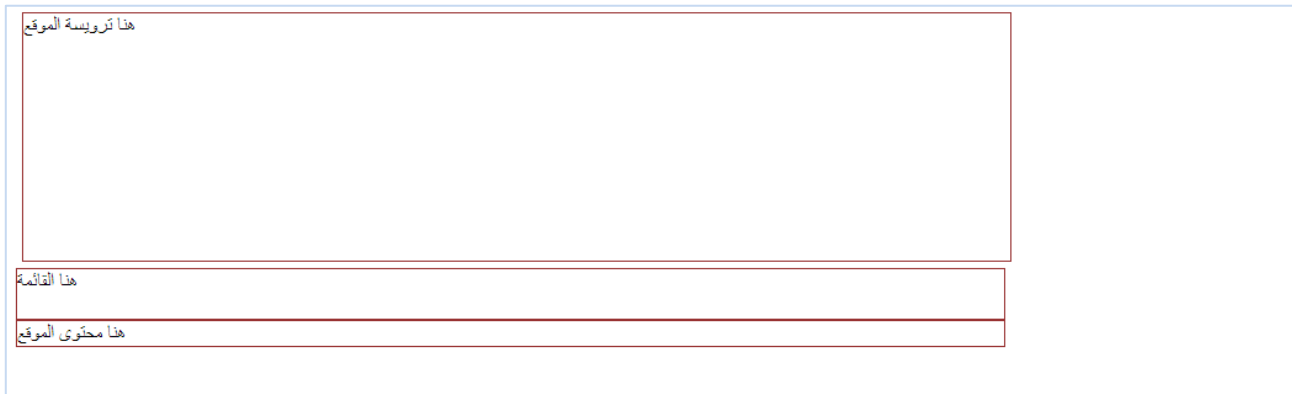 هنا ترويسة الموقع
هنا القائمة
هنا محتوى الموقع